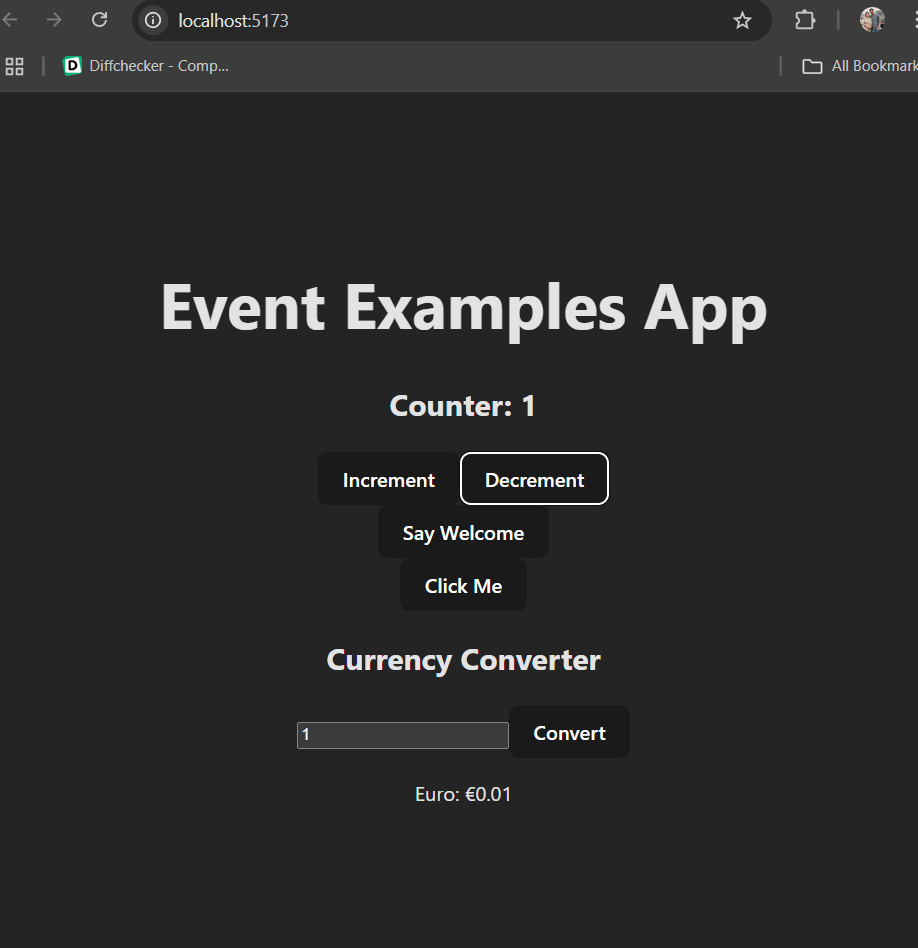 localhost:5173
Diffchecker - Comp...
All Bookmark
Event Examples App
Counter: 1
Increment Decrement
Say Welcome
Click Me
Currency Converter
1 Convert
Euro: €0.01